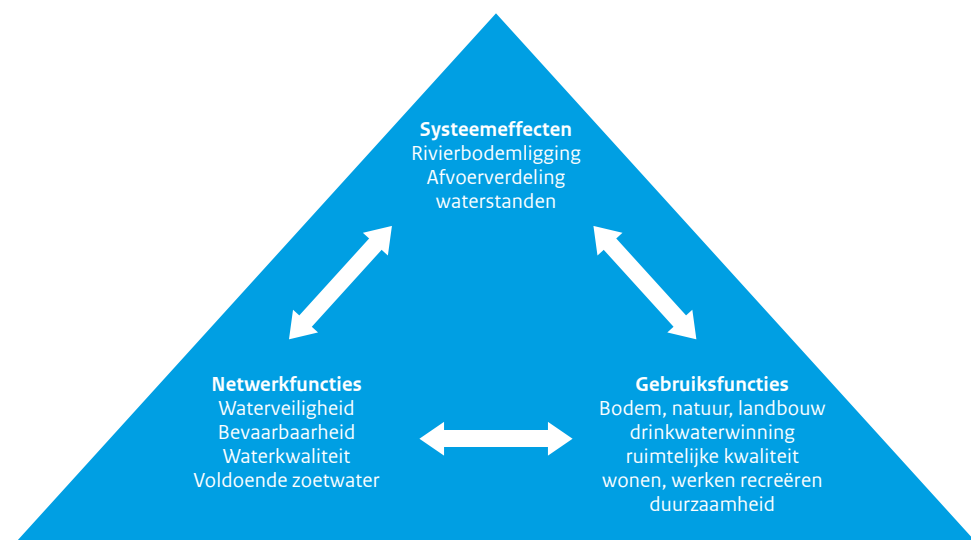 Systeemeffecten
Rivierbodemligging
Afvoerverdeling
waterstanden
Netwerkfuncties
Waterveiligheid
Bevaarbaarheid
Waterkwaliteit
Voldoende zoetwater
Gebruiksfuncties
Bodem, natuur, landbouw
drinkwaterwinning
ruimtelijke kwaliteit
wonen, werken recreëren
duurzaamheid